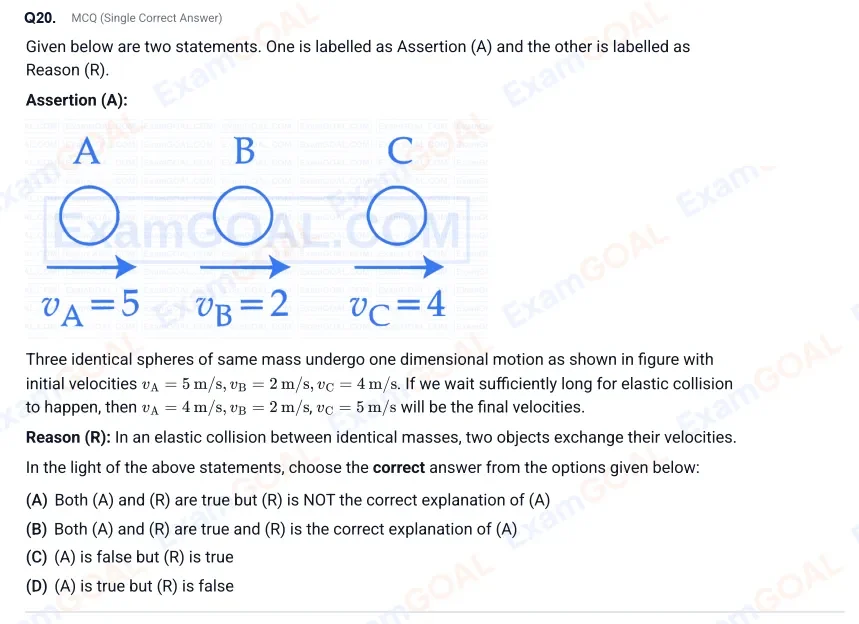 Q20. MCQ (Single Correct Answer)
Given below are two statements. One is labelled as Assertion (A) and the other is labelled as
Reason (R).
Assertion (A):
A B C
ExamGOAL.COM
v_A = 5 v_B = 2 v_C = 4
Three identical spheres of same mass undergo one dimensional motion as shown in figure with
initial velocities v_A = 5 m/s, v_B = 2 m/s, v_C = 4 m/s. If we wait sufficiently long for elastic collision
to happen, then v_A = 4 m/s, v_B = 2 m/s, v_C = 5 m/s will be the final velocities.
Reason (R): In an elastic collision between identical masses, two objects exchange their velocities.
In the light of the above statements, choose the correct answer from the options given below:
(A) Both (A) and (R) are true but (R) is NOT the correct explanation of (A)
(B) Both (A) and (R) are true and (R) is the correct explanation of (A)
(C) (A) is false but (R) is true
(D) (A) is true but (R) is false